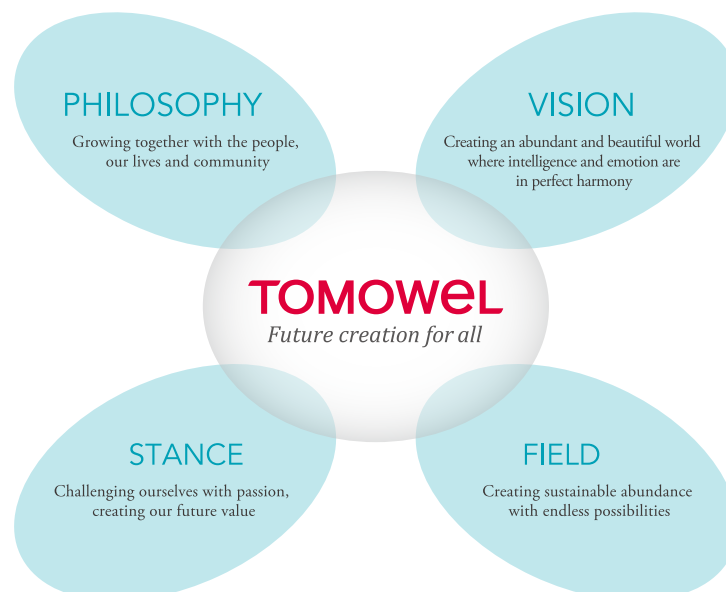 PHILOSOPHY
Growing together with the people,
our lives and community
VISION
Creating an abundant and beautiful world
where intelligence and emotion are
in perfect harmony
TOMOWEL
Future creation for all
STANCE
Challenging ourselves with passion,
creating our future value
FIELD
Creating sustainable abundance
with endless possibilities